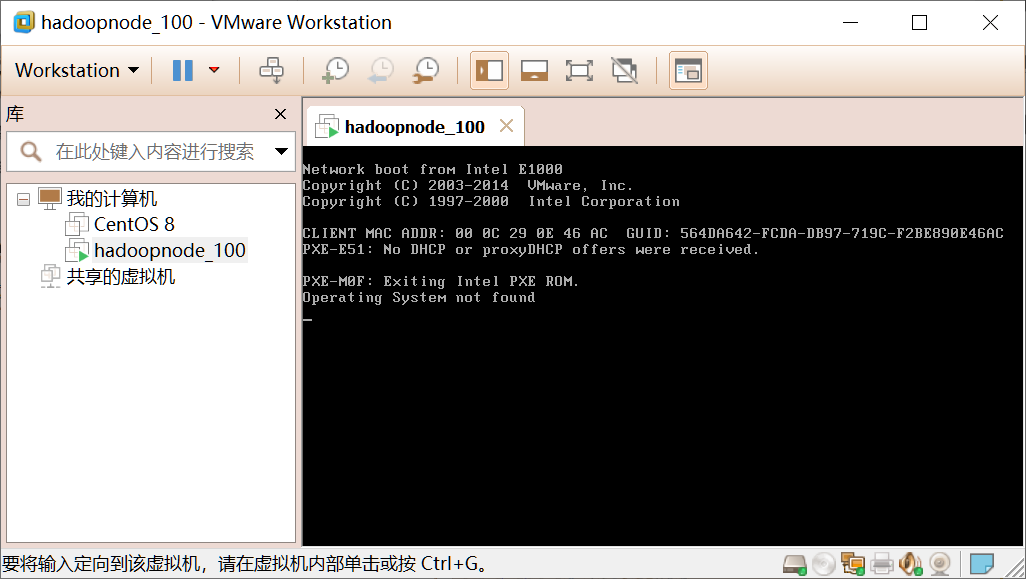 hadoopnode_100 - VMware Workstation
Workstation
库
在此处键入内容进行搜索
我的计算机
CentOS 8
hadoopnode_100
共享的虚拟机
hadoopnode_100
Network boot from Intel E1000
Copyright (C) 2003-2014  VMware, Inc.
Copyright (C) 1997-2000  Intel Corporation
CLIENT MAC ADDR: 00 0C 29 0E 46 AC  GUID: 564DA642-FCDA-DB97-719C-F2BE890E46AC
PXE-E51: No DHCP or proxyDHCP offers were received.
PXE-M0F: Exiting Intel PXE ROM.
Operating System not found
要将输入定向到该虚拟机，请在虚拟机内部单击或按 Ctrl+G。